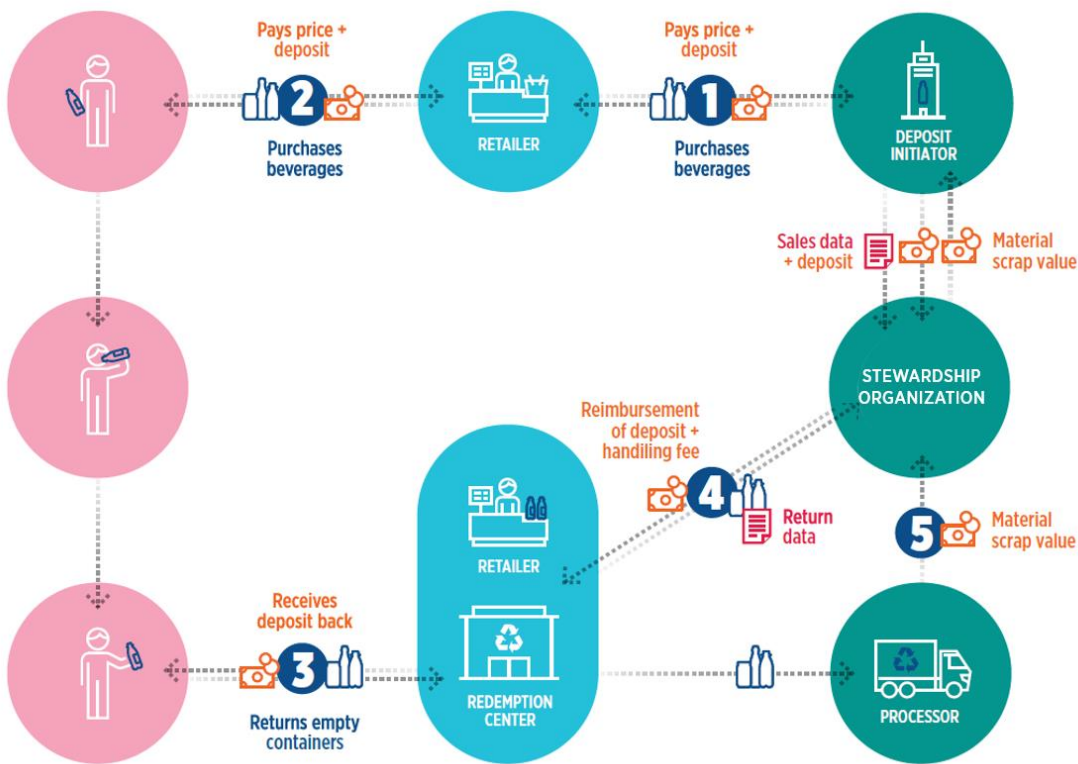 Pays price +
deposit
2
Purchases
beverages
RETAILER
Pays price +
deposit
1
Purchases
beverages
DEPOSIT
INITIATOR
Sales data
+ deposit
Material
scrap value
STEWARDSHIP
ORGANIZATION
Reimbursement
of deposit +
handiling fee
4
Return
data
5
Material
scrap value
RETAILER
Receives
deposit back
3
Returns empty
containers
REDEMPTION
CENTER
PROCESSOR